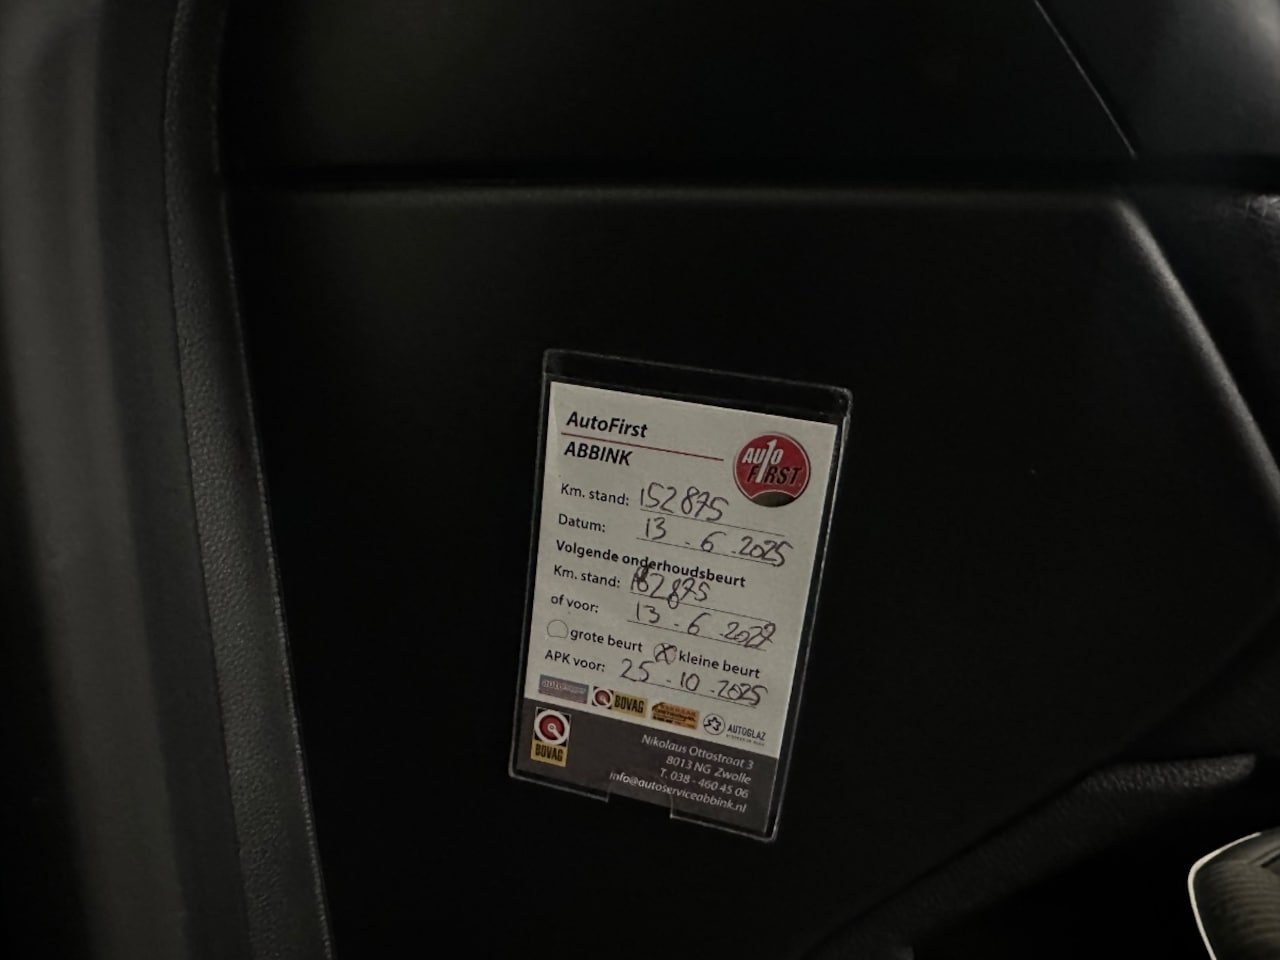 AutoFirst
ABBINK
AUTO FIRST
Km. stand: 152875
Datum: 13 - 6 - 2025
Volgende onderhoudsbeurt
Km. stand: 162875
of voor: 13 - 6 - 2027
grote beurt X kleine beurt
APK voor: 25 - 10 - 2025
BOVAG
AUTOGLAZ
BOVAG
Nikolaus Ottostraat 3
8013 NG Zwolle
T. 038 - 460 45 06
info@autoserviceabbink.nl